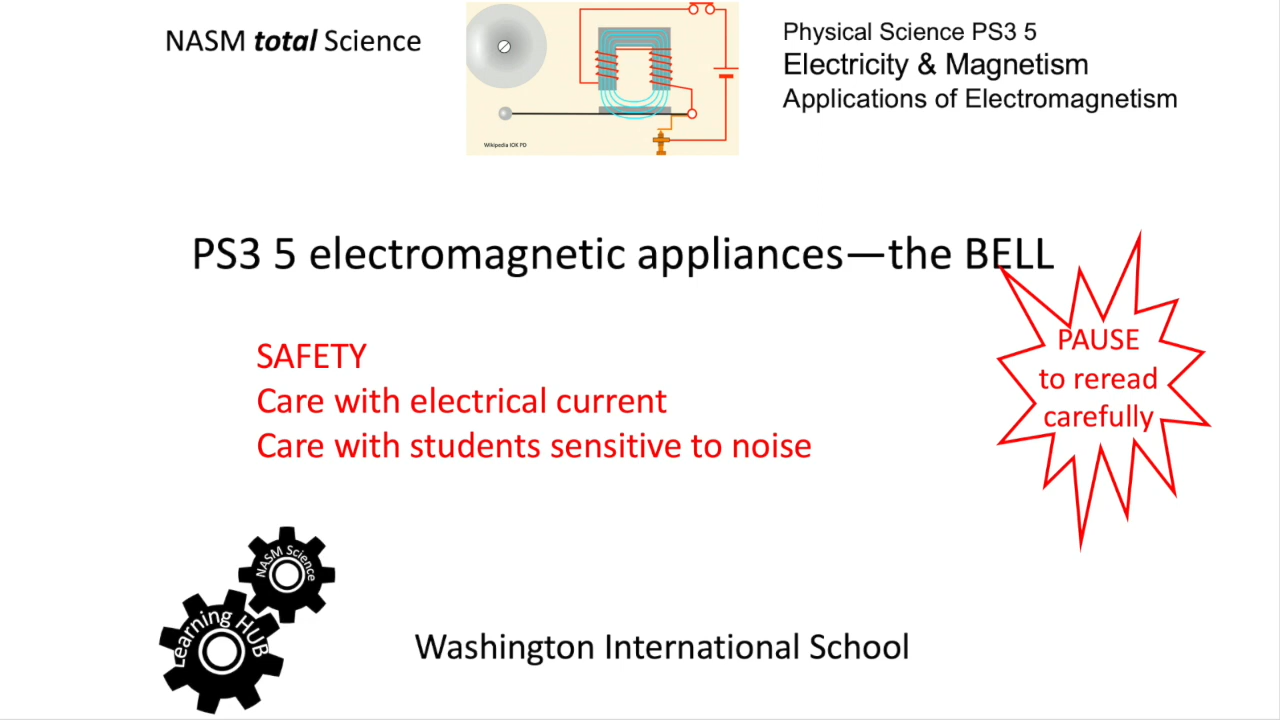 NASM total Science
Wikipedia IOK PD
Physical Science PS3 5
Electricity & Magnetism
Applications of Electromagnetism
PS3 5 electromagnetic appliances—the BELL
SAFETY
Care with electrical current
Care with students sensitive to noise
PAUSE
to reread
carefully
NASM Science
Learning HUB
Washington International School